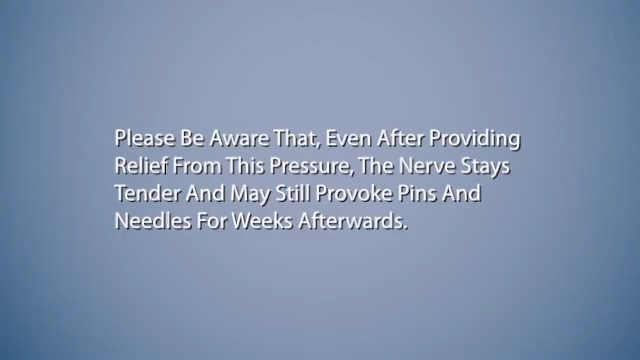 Please Be Aware That, Even After Providing
Relief From This Pressure, The Nerve Stays
Tender And May Still Provoke Pins And
Needles For Weeks Afterwards.